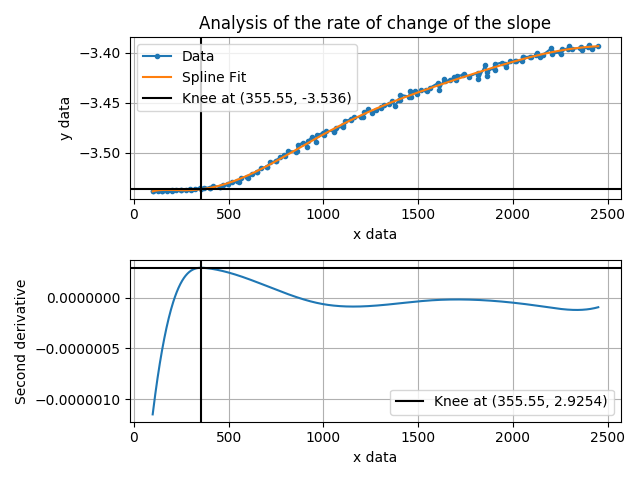 Analysis of the rate of change of the slope
Data
Spline Fit
Knee at (355.55, -3.536)
y data
−3.40
−3.45
−3.50
0 500 1000 1500 2000 2500
x data
Second derivative
0.0000000
−0.0000005
−0.0000010
Knee at (355.55, 2.9254)
0 500 1000 1500 2000 2500
x data